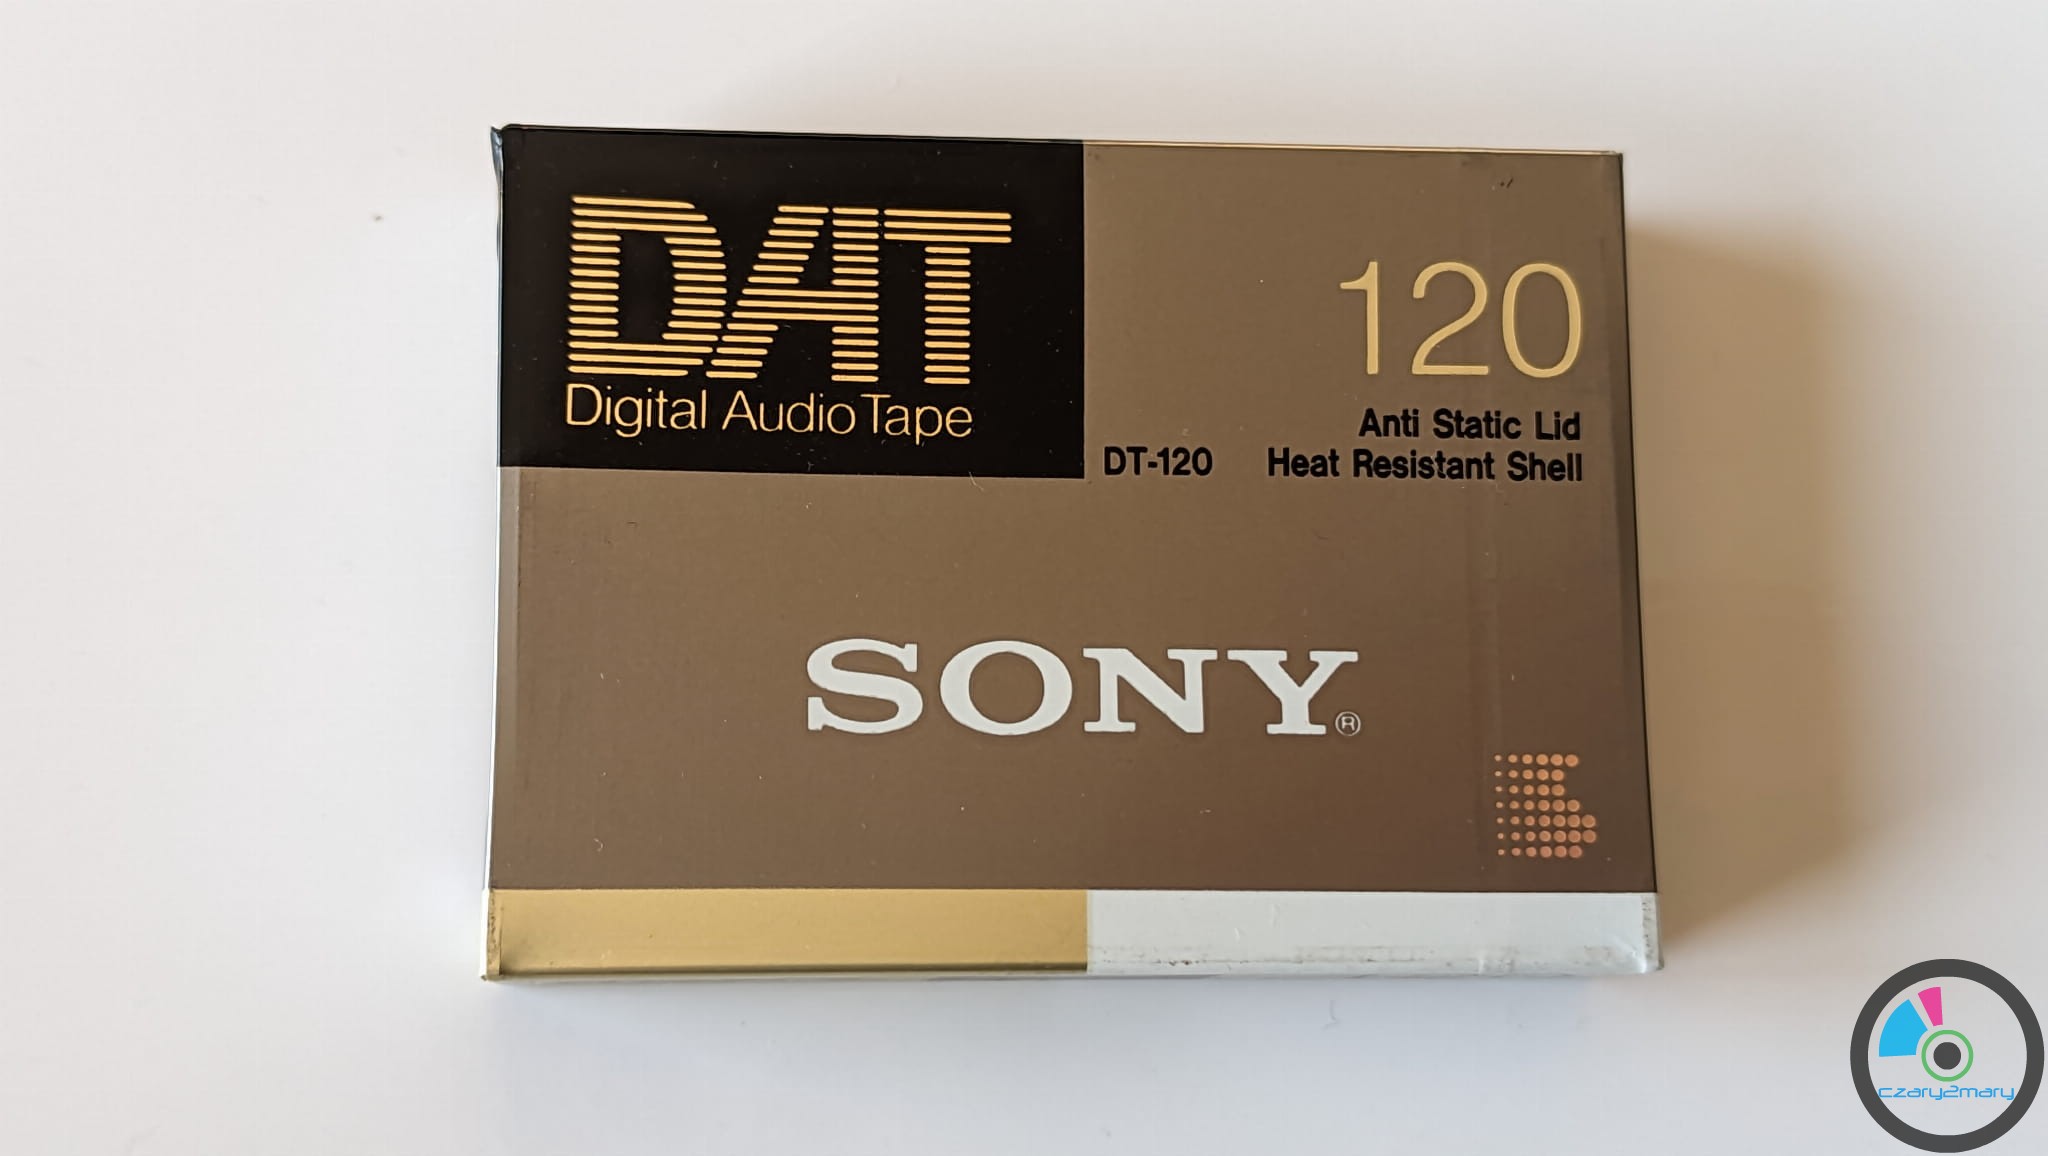 DAT
Digital Audio Tape
120
Anti Static Lid
DT-120 Heat Resistant Shell
SONY®
czary2mary